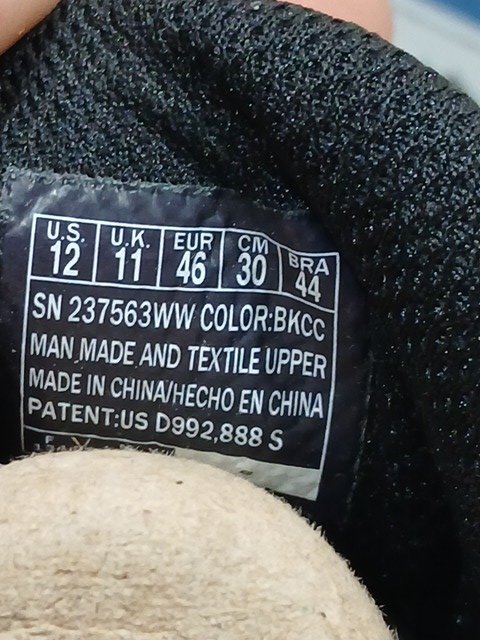 U.S. U.K. EUR CM BRA
12 11 46 30 44
SN 237563WW COLOR:BKCC
MAN MADE AND TEXTILE UPPER
MADE IN CHINA/HECHO EN CHINA
PATENT:US D992,888 S
F